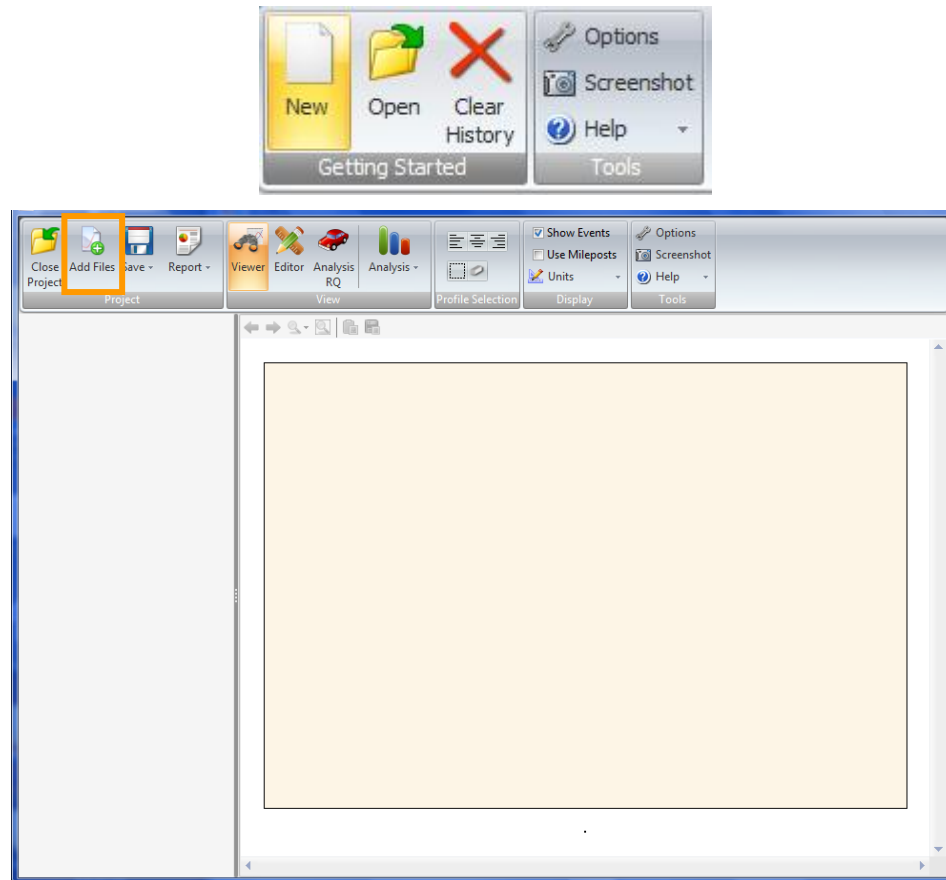 New
Open
Clear
History
Options
Screenshot
Help
Getting Started
Tools
Close
Project
Add Files
Save
Report
Viewer
Editor
Analysis
RQ
Analysis
Show Events
Use Mileposts
Units
Options
Screenshot
Help
Project
View
Profile Selection
Display
Tools
.